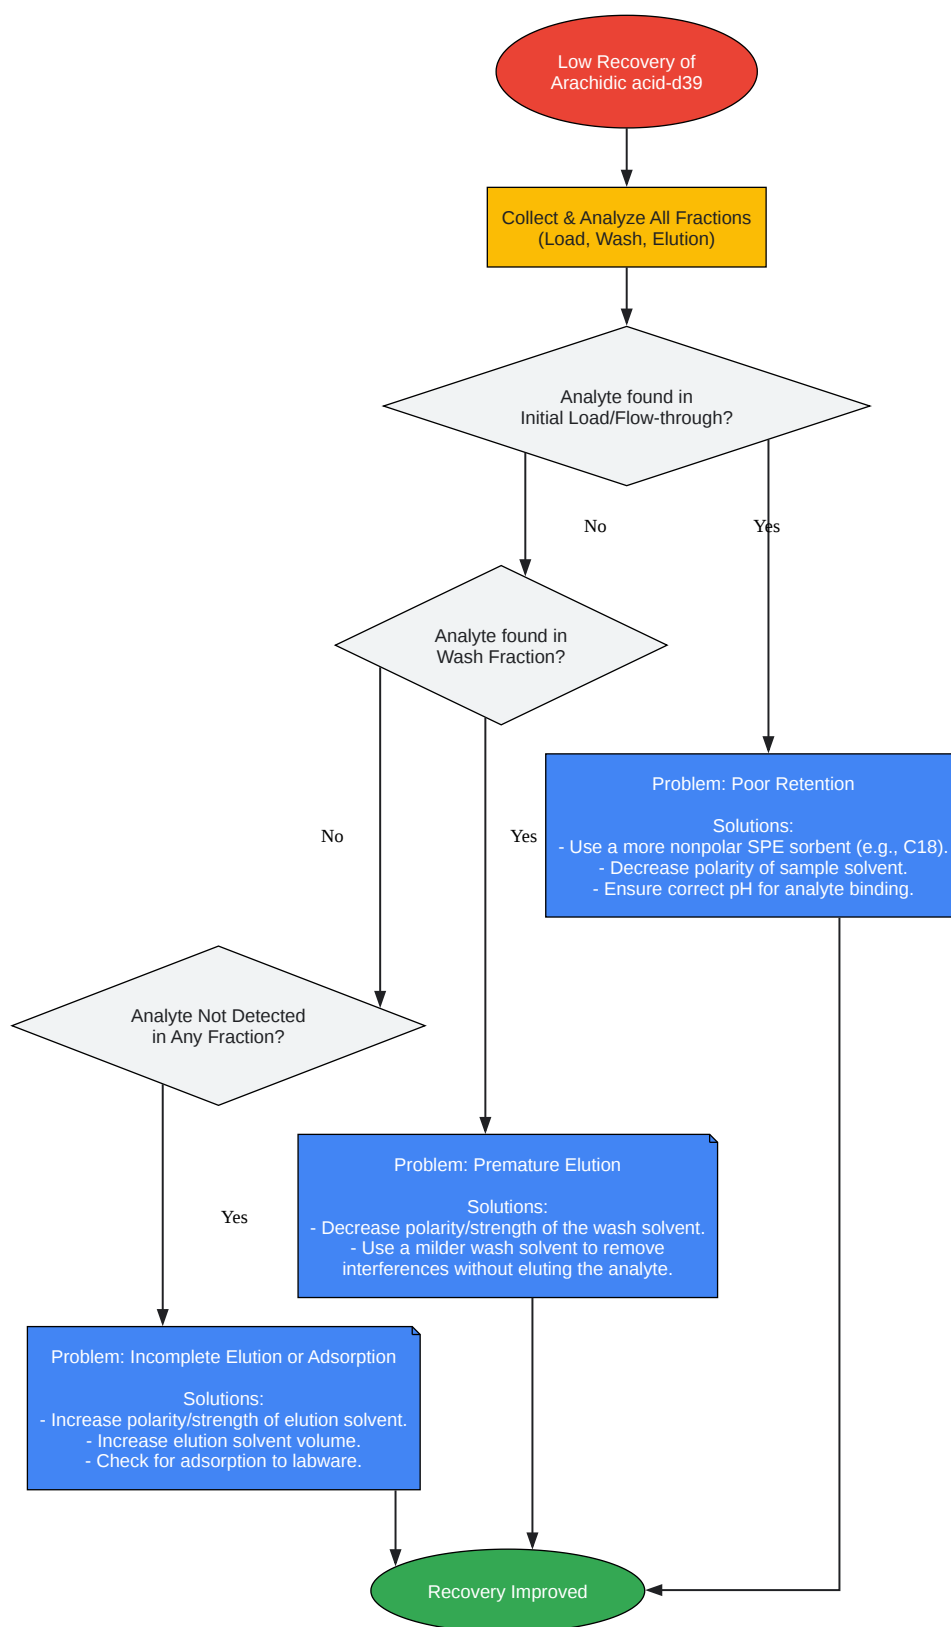 Low Recovery of
Arachidic acid-d39
Collect & Analyze All Fractions
(Load, Wash, Elution)
Analyte found in
Initial Load/Flow-through?
No
Yes
Analyte found in
Wash Fraction?
Problem: Poor Retention
Solutions:
- Use a more nonpolar SPE sorbent (e.g., C18).
- Decrease polarity of sample solvent.
- Ensure correct pH for analyte binding.
No
Yes
Analyte Not Detected
in Any Fraction?
Problem: Premature Elution
Solutions:
- Decrease polarity/strength of the wash solvent.
- Use a milder wash solvent to remove
interferences without eluting the analyte.
Yes
Problem: Incomplete Elution or Adsorption
Solutions:
- Increase polarity/strength of elution solvent.
- Increase elution solvent volume.
- Check for adsorption to labware.
Recovery Improved